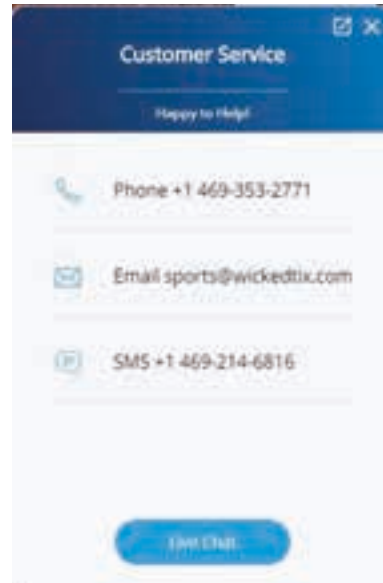 Customer Service
Happy to Help!
Phone +1 469-353-2771
Email sports@wickedtix.com
SMS +1 469-214-6816
Live Chat